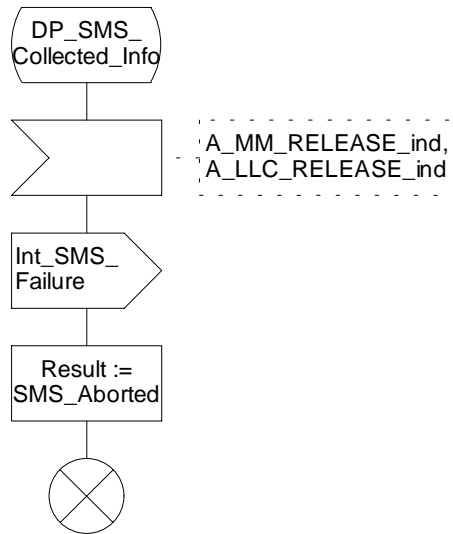 DP_SMS_
Collected_Info
A_MM_RELEASE_ind,
A_LLC_RELEASE_ind
Int_SMS_
Failure
Result :=
SMS_Aborted